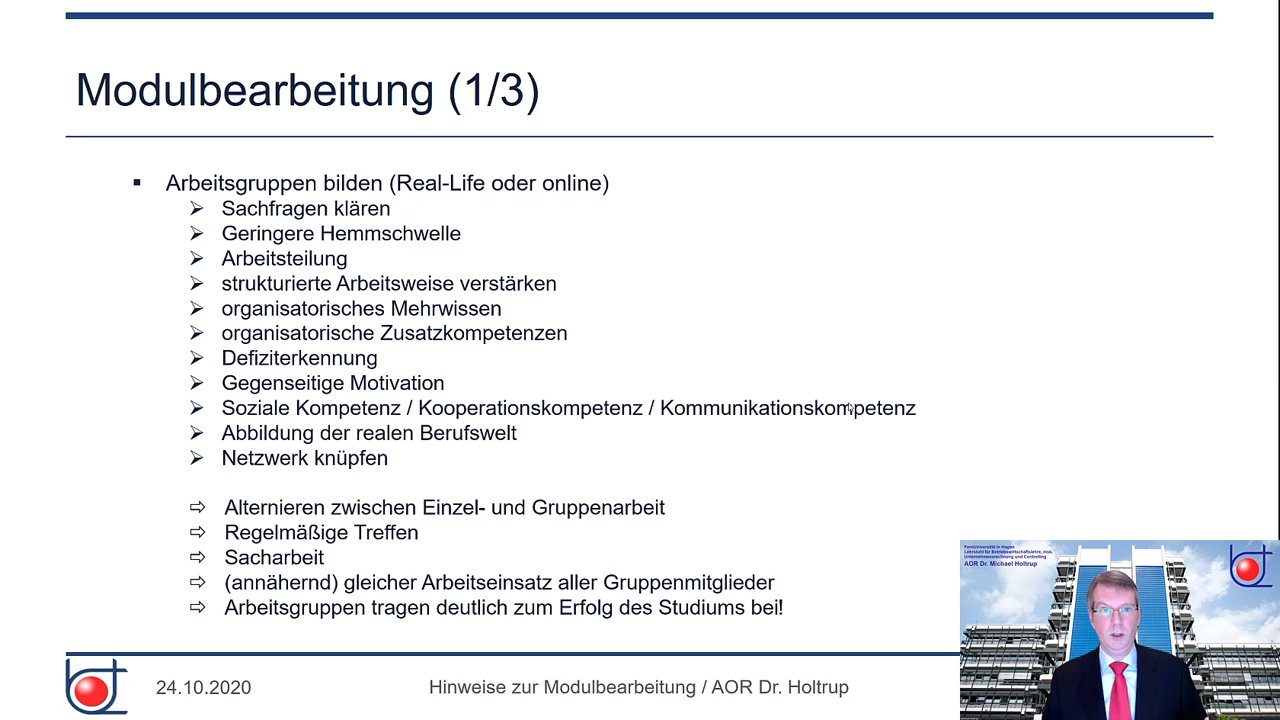 Modulbearbeitung (1/3)
Arbeitsgruppen bilden (Real-Life oder online)
Sachfragen klären
Geringere Hemmschwelle
Arbeitsteilung
strukturierte Arbeitsweise verstärken
organisatorisches Mehrwissen
organisatorische Zusatzkompetenzen
Defiziterkennung
Gegenseitige Motivation
Soziale Kompetenz / Kooperationskompetenz / Kommunikationskompetenz
Abbildung der realen Berufswelt
Netzwerk knüpfen
Alternieren zwischen Einzel- und Gruppenarbeit
Regelmäßige Treffen
Sacharbeit
(annähernd) gleicher Arbeitseinsatz aller Gruppenmitglieder
Arbeitsgruppen tragen deutlich zum Erfolg des Studiums bei!
FernUniversität in Hagen
Lehrstuhl für Betriebswirtschaftslehre, insb.
Unternehmensrechnung und Controlling
AOR Dr. Michael Holtrup
24.10.2020
Hinweise zur Modulbearbeitung / AOR Dr. Holtrup